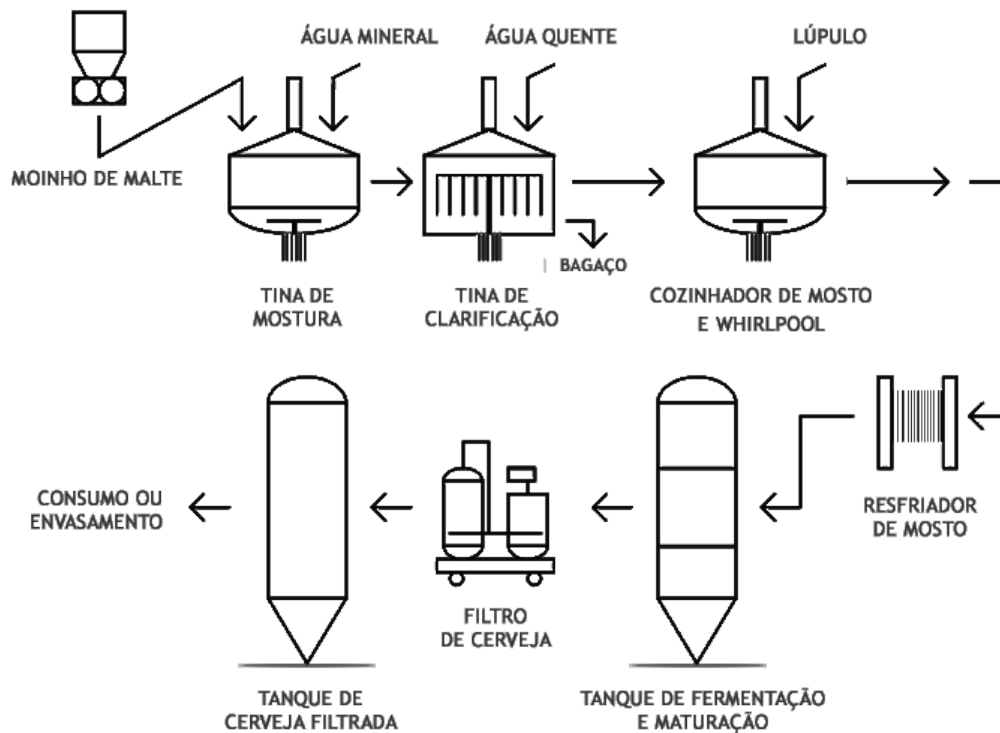 ÁGUA MINERAL
ÁGUA QUENTE
LÚPULO
MOINHO DE MALTE
BAGAÇO
TINA DE
MOSTURA
TINA DE
CLARIFICAÇÃO
COZINHADOR DE MOSTO
E WHIRLPOOL
RESFRIADOR
DE MOSTO
CONSUMO OU
ENVASAMENTO
FILTRO
DE CERVEJA
TANQUE DE
CERVEJA FILTRADA
TANQUE DE FERMENTAÇÃO
E MATURAÇÃO